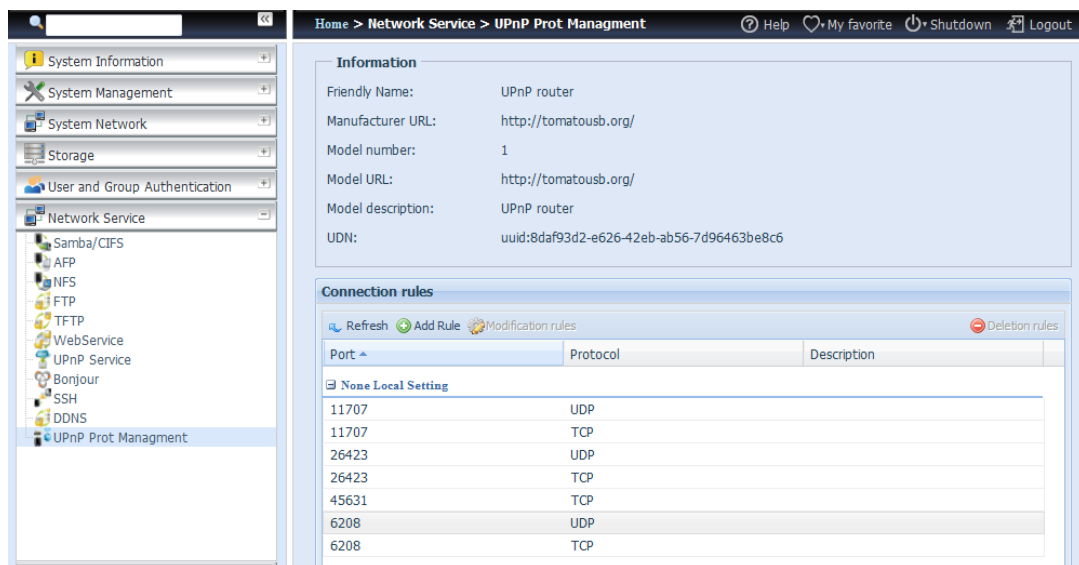 Home > Network Service > UPnP Prot Managment
Help My favorite Shutdown Logout
System Information
System Management
System Network
Storage
User and Group Authentication
Network Service
Samba/CIFS
AFP
NFS
FTP
TFTP
WebService
UPnP Service
Bonjour
SSH
DDNS
UPnP Prot Managment
Information
Friendly Name: UPnP router
Manufacturer URL: http://tomatousb.org/
Model number: 1
Model URL: http://tomatousb.org/
Model description: UPnP router
UDN: uuid:8daf93d2-e626-42eb-ab56-7d96463be8c6
Connection rules
Refresh Add Rule Modification rules Deletion rules
Port Protocol Description
None Local Setting
11707 UDP
11707 TCP
26423 UDP
26423 TCP
45631 TCP
6208 UDP
6208 TCP